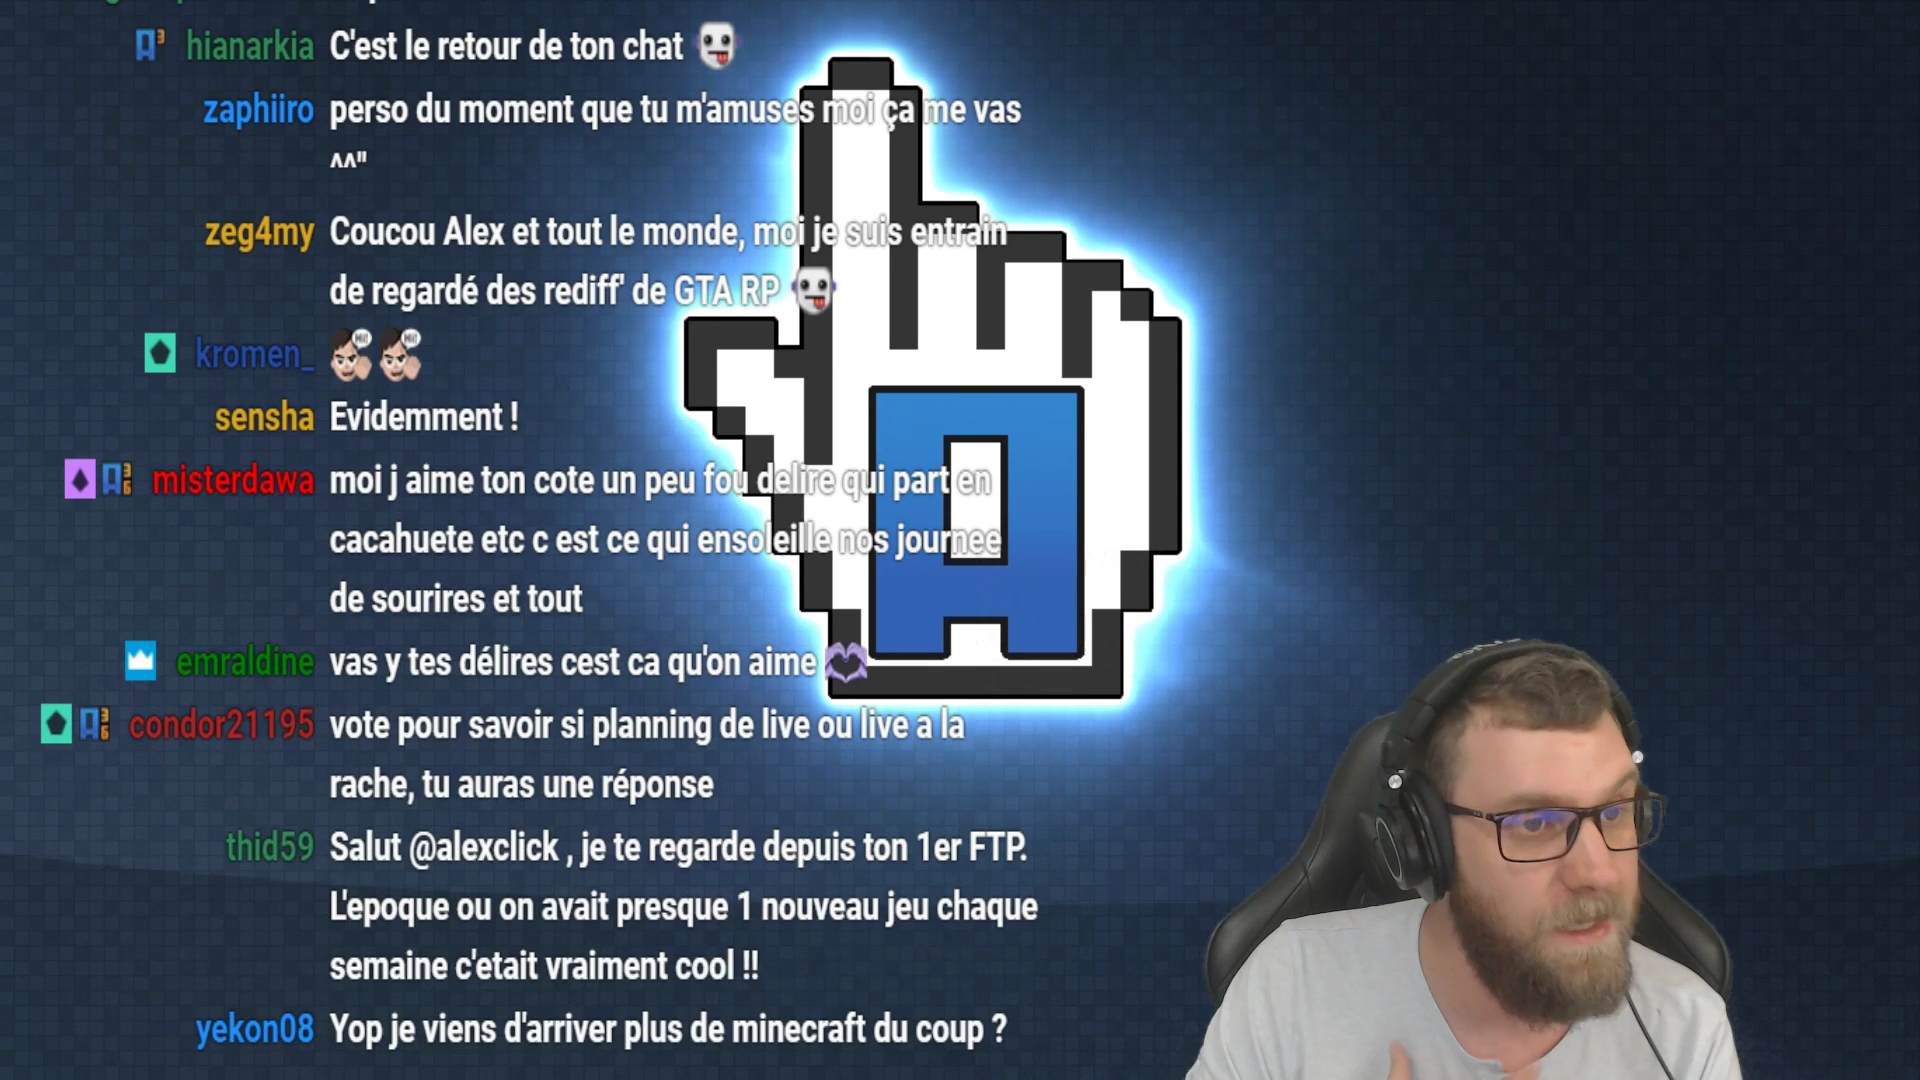 hianarkia C'est le retour de ton chat
zaphiiro perso du moment que tu m'amuses moi ça me vas
^^"
zeg4my Coucou Alex et tout le monde, moi je suis entrain
de regardé des rediff' de GTA RP
kromen_ Hi! Hi!
sensha Evidemment !
misterdawa moi j aime ton cote un peu fou delire qui part en
cacahuete etc c est ce qui ensoleille nos journee
de sourires et tout
emraldine vas y tes délires cest ca qu'on aime
condor21195 vote pour savoir si planning de live ou live a la
rache, tu auras une réponse
thid59 Salut @alexclick , je te regarde depuis ton 1er FTP.
L'epoque ou on avait presque 1 nouveau jeu chaque
semaine c'etait vraiment cool !!
yekon08 Yop je viens d'arriver plus de minecraft du coup ?
A